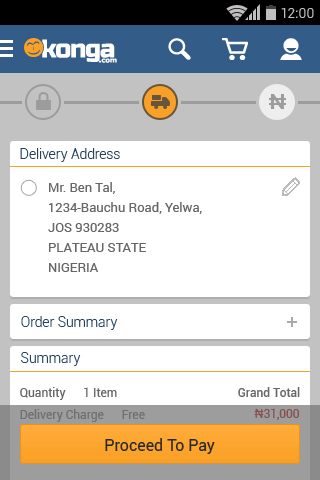 12:00
konga
.com
₦
Delivery Address
Mr. Ben Tal,
1234-Bauchu Road, Yelwa,
JOS 930283
PLATEAU STATE
NIGERIA
Order Summary +
Summary
Quantity 1 Item Grand Total
Delivery Charge Free ₦31,000
Proceed To Pay